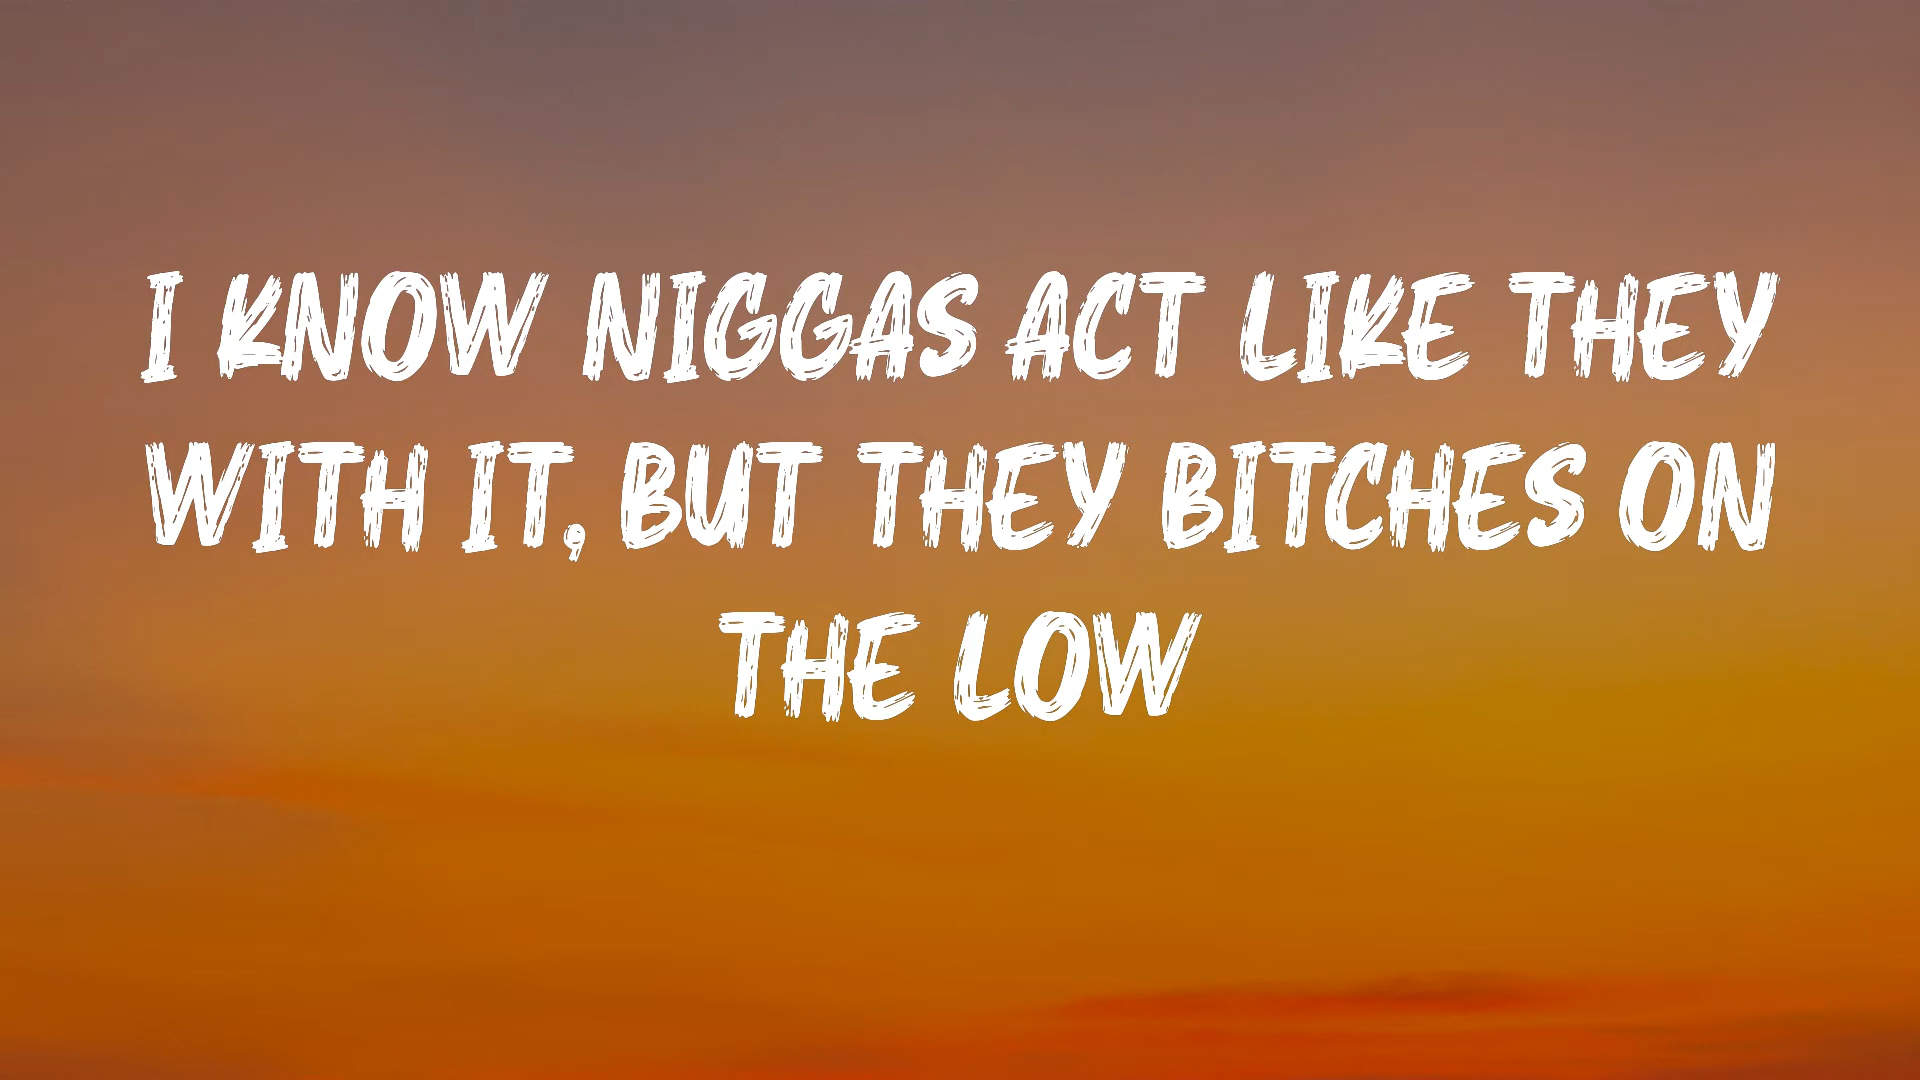 I KNOW NIGGAS ACT LIKE THEY
WITH IT, BUT THEY BITCHES ON
THE LOW